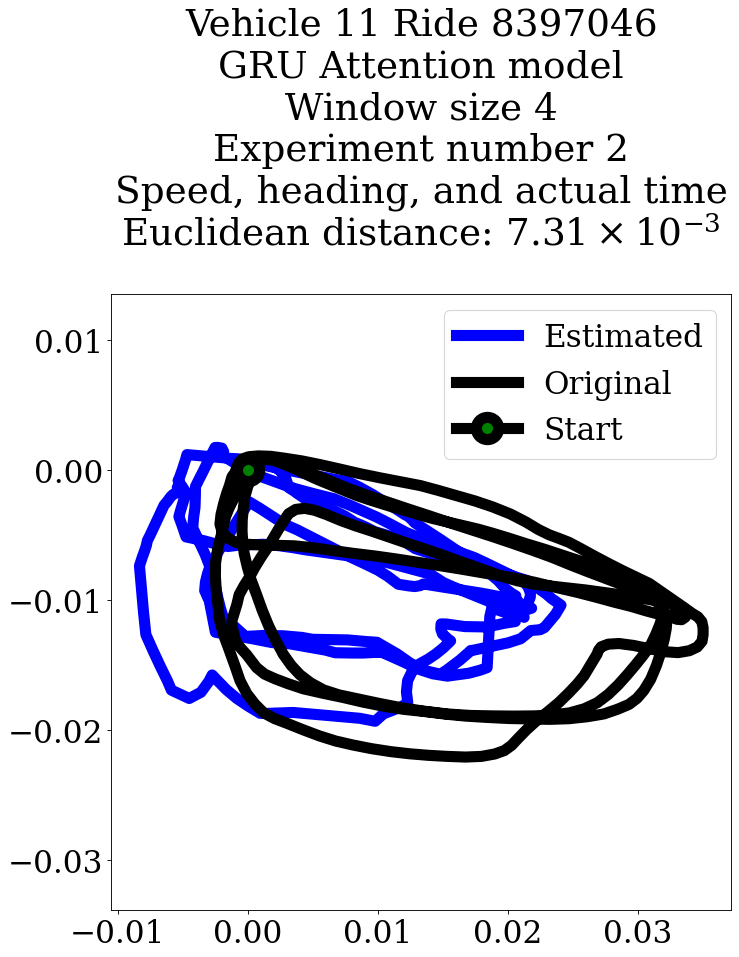 Vehicle 11 Ride 8397046
GRU Attention model
Window size 4
Experiment number 2
Speed, heading, and actual time
Euclidean distance: 7.31 × 10⁻³
Estimated
Original
Start
0.01
0.00
−0.01
−0.02
−0.03
−0.01 0.00 0.01 0.02 0.03